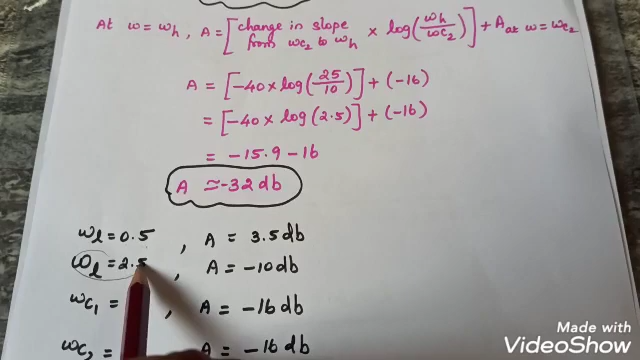 At ω = ωh, A = [change in slope from ωc2 to ωh × log(ωh/ωc2)] + A at ω = ωc2
A = [-40 × log(25/10)] + (-16)
= [-40 × log(2.5)] + (-16)
= -15.9 - 16
A ≃ -32 db
ωl = 0.5, A = 3.5 db
ωl = 2.5, A = -10 db
ωc1 = , A = -16 db
ωc2 = A = -16 db
Made with
VideoShow